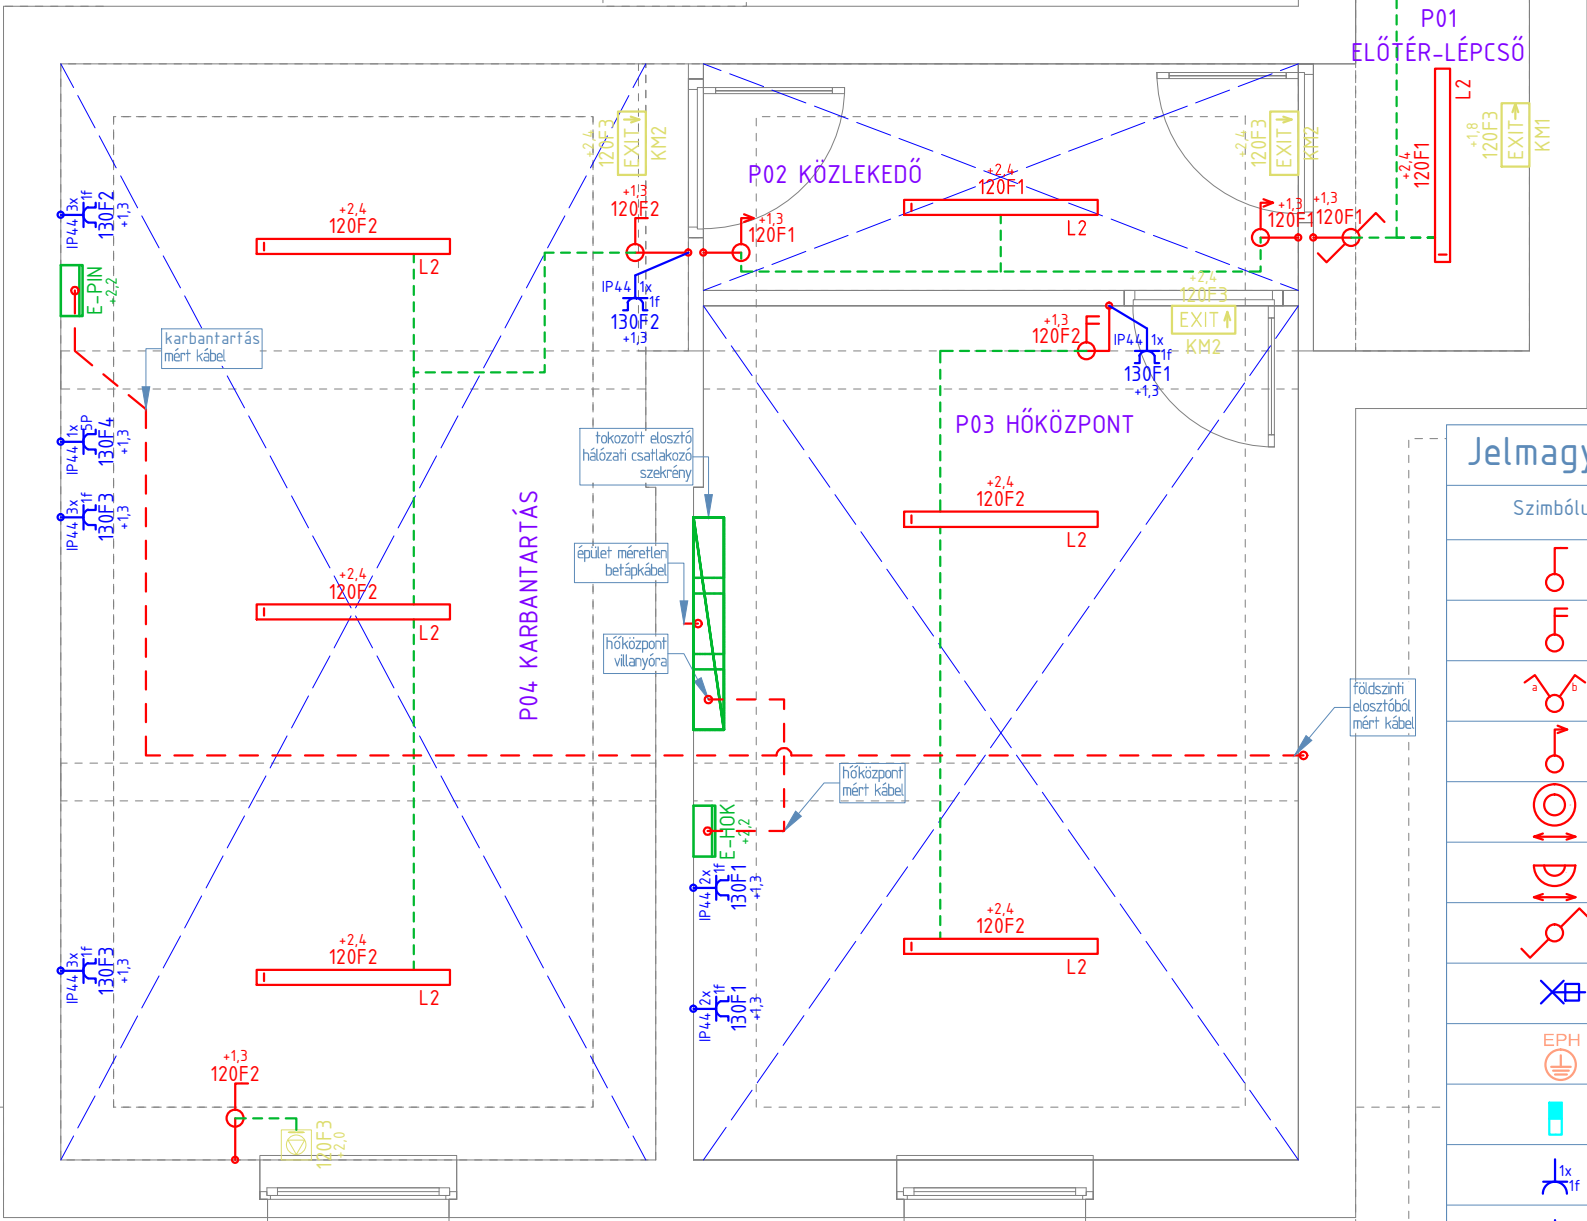 P01
ELŐTÉR-LÉPCSŐ
L2
+2,4
120F1
+1,8
120F3
EXIT
KM1
+2,4
120F3
EXIT
KM2
P02 KÖZLEKEDŐ
+2,4
120F1
L2
+2,4
120F3
EXIT
KM2
+1,3
120F2
+1,3
120F1
+1,3
120F1
+1,3
120F1
IP44 3x
1f
130F2
+1,3
+2,4
120F2
L2
E-PIN
+2,2
IP44 1x
1f
130F2
+1,3
+2,4
120F3
EXIT
KM2
+1,3
120F2
IP44 1x
1f
130F1
+1,3
karbantartás
mért kábel
P03 HŐKÖZPONT
IP44 1x
5P
130F4
+1,3
tokozott elosztó
hálózati csatlakozó
szekrény
IP44 3x
1f
130F3
+1,3
P04 KARBANTARTÁS
+2,4
120F2
L2
épület méretlen
betápkábel
+2,4
120F2
L2
hőközpont
villanyóra
földszinti
elosztóból
mért kábel
hőközpont
mért kábel
E-HOK
+2,2
IP44 2x
1f
130F1
+1,3
+2,4
120F2
L2
IP44 3x
1f
130F3
+1,3
+2,4
120F2
L2
IP44 2x
1f
130F1
+1,3
+1,3
120F2
120F3
+2,0
Jelmagy
Szimbólu
a
b
EPH
1x
1f